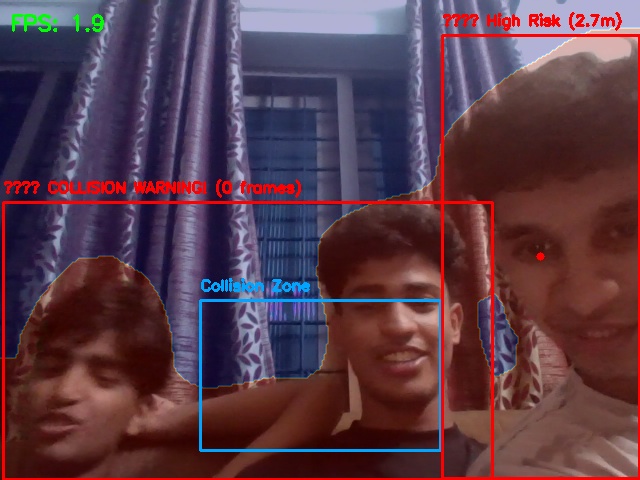 FPS: 1.9
???? High Risk (2.7m)
???? COLLISION WARNING! (0 frames)
Collision Zone